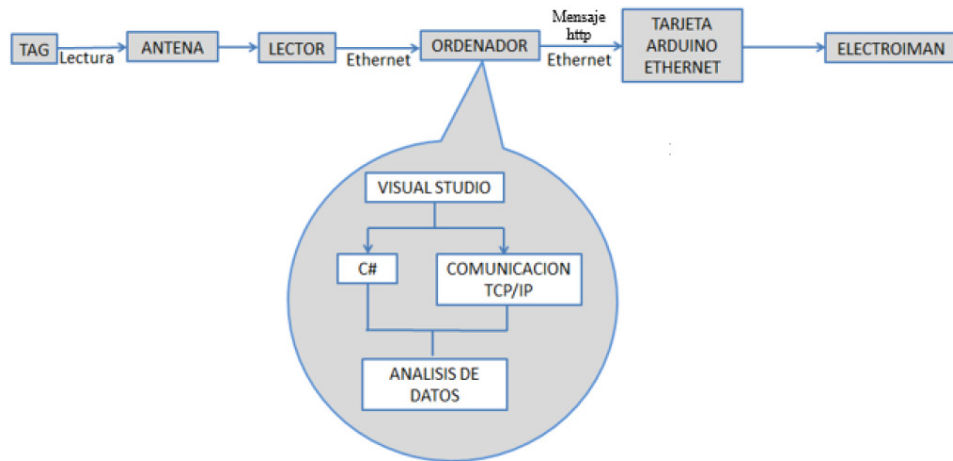 TAG
Lectura
ANTENA
LECTOR
Ethernet
ORDENADOR
Mensaje
http
Ethernet
TARJETA
ARDUINO
ETHERNET
ELECTROIMAN
VISUAL STUDIO
C#
COMUNICACION
TCP/IP
ANALISIS DE
DATOS